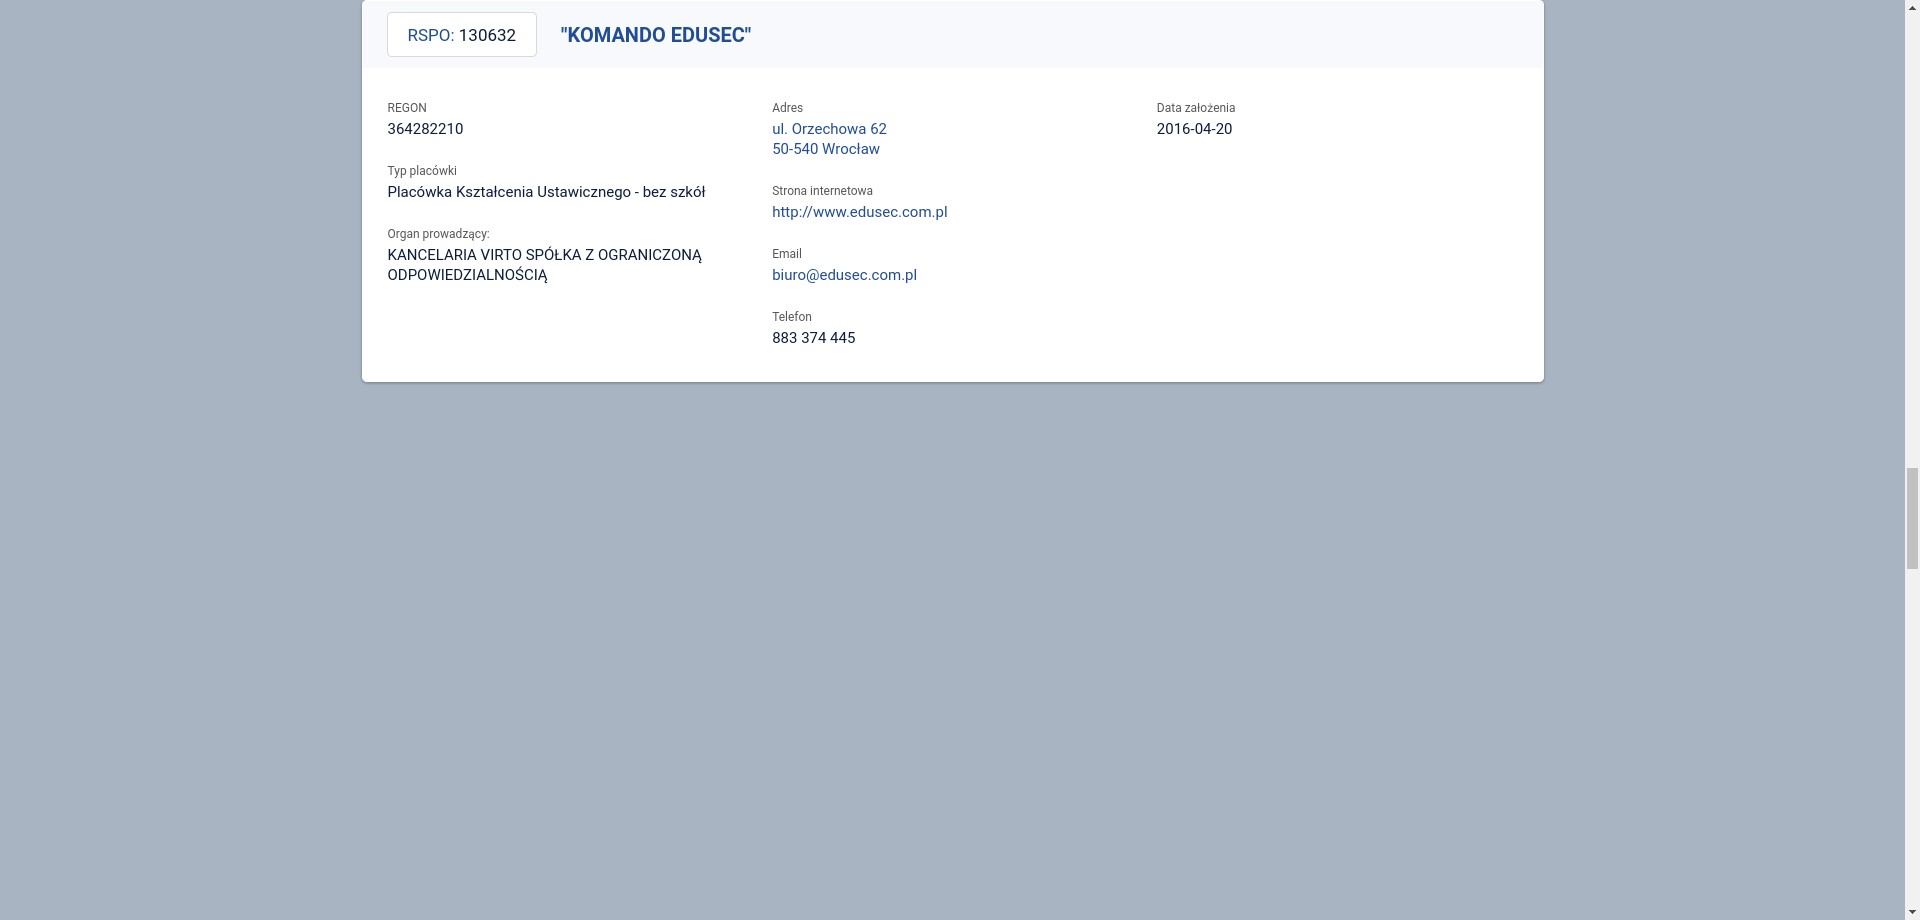 RSPO: 130632
"KOMANDO EDUSEC"
REGON
364282210
Typ placówki
Placówka Kształcenia Ustawicznego - bez szkół
Organ prowadzący:
KANCELARIA VIRTO SPÓŁKA Z OGRANICZONĄ
ODPOWIEDZIALNOŚCIĄ
Adres
ul. Orzechowa 62
50-540 Wrocław
Strona internetowa
http://www.edusec.com.pl
Email
biuro@edusec.com.pl
Telefon
883 374 445
Data założenia
2016-04-20